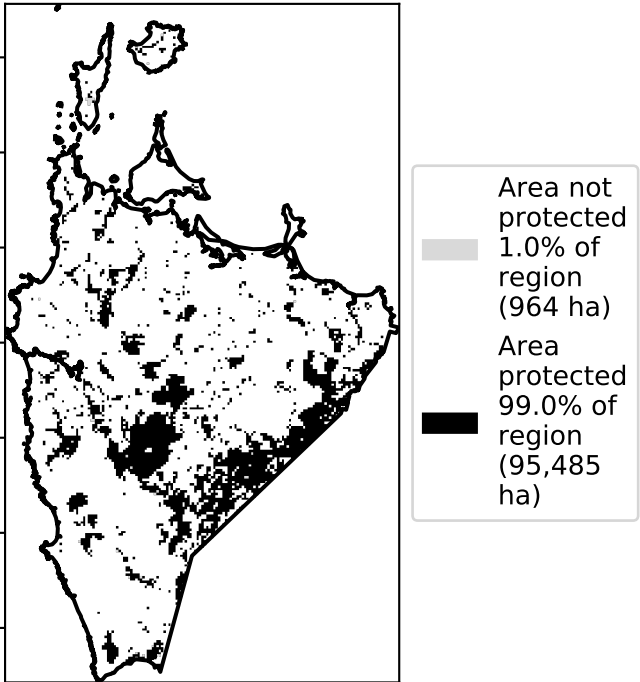 Area not
protected
1.0% of
region
(964 ha)
Area
protected
99.0% of
region
(95,485
ha)